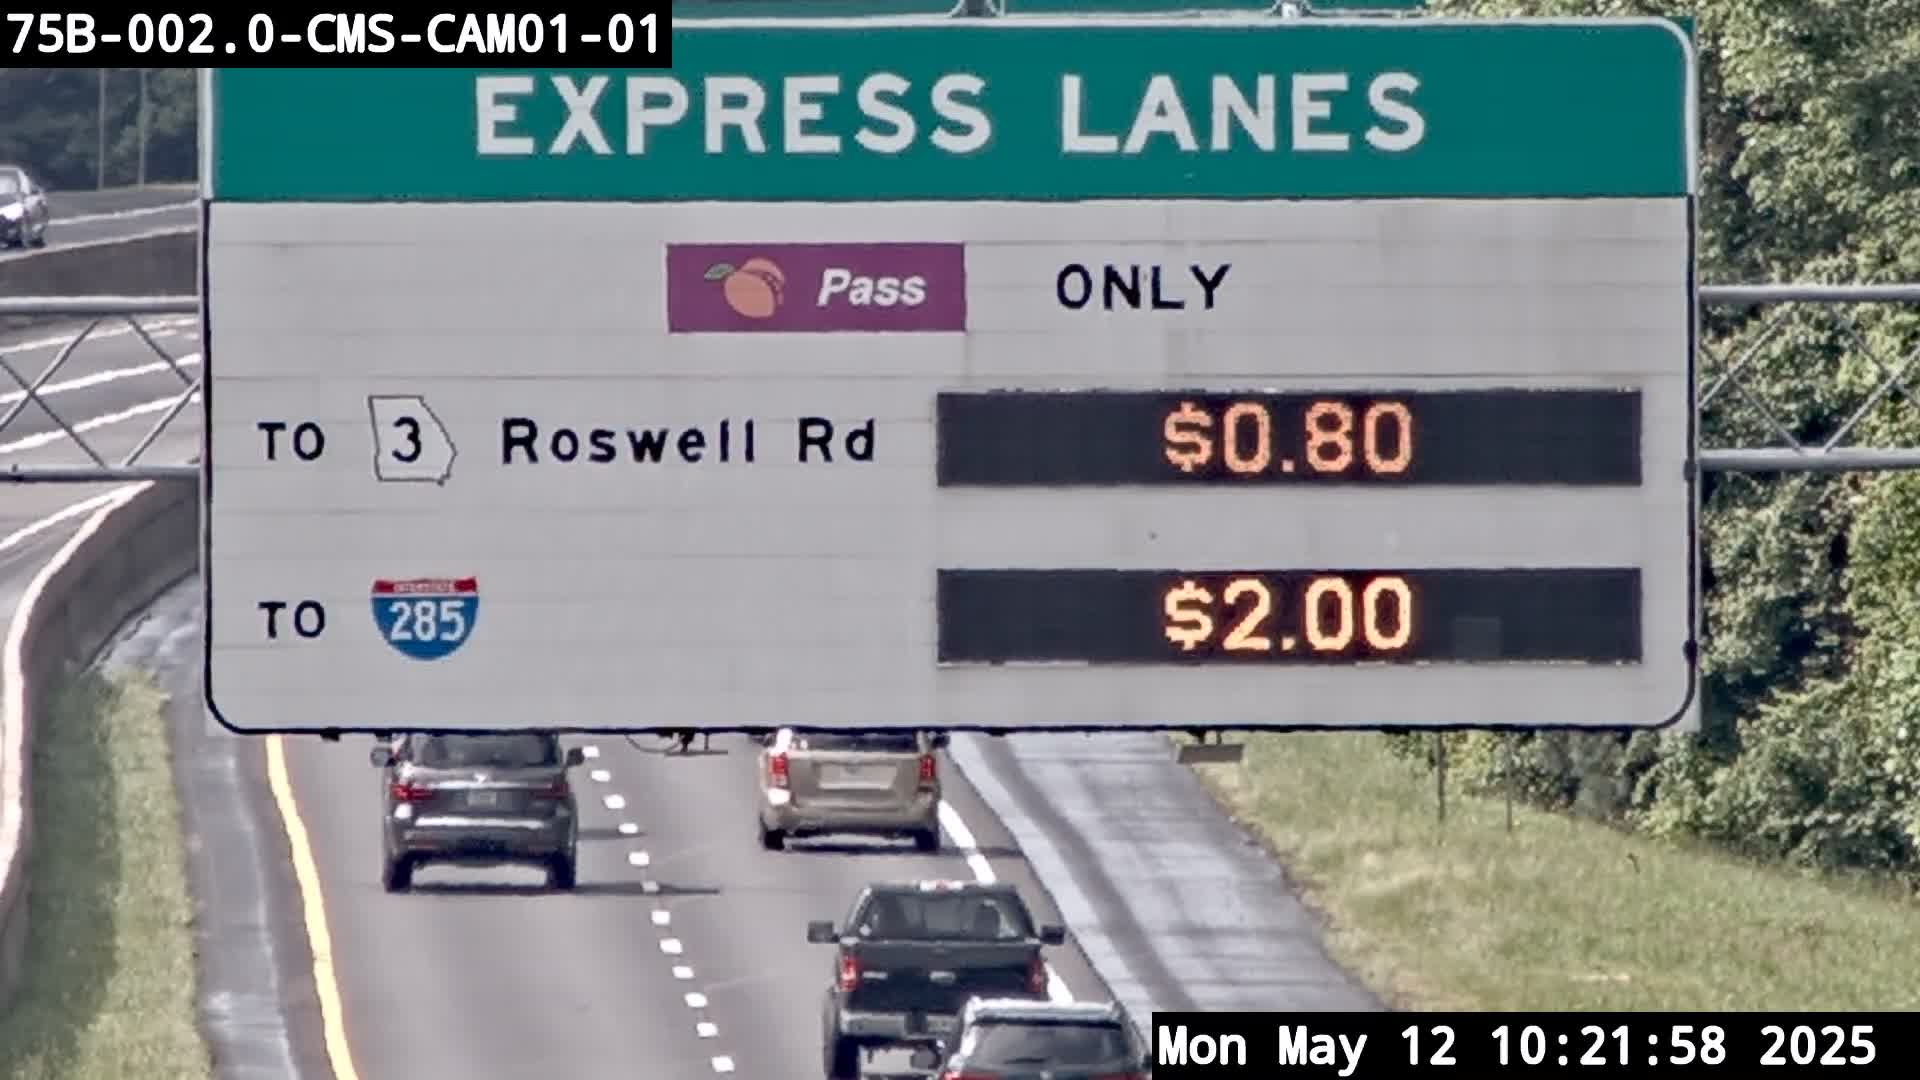 75B-002.0-CMS-CAM01-01
EXPRESS LANES
Pass ONLY
TO 3 Roswell Rd $0.80
INTERSTATE
TO 285 $2.00
Mon May 12 10:21:58 2025